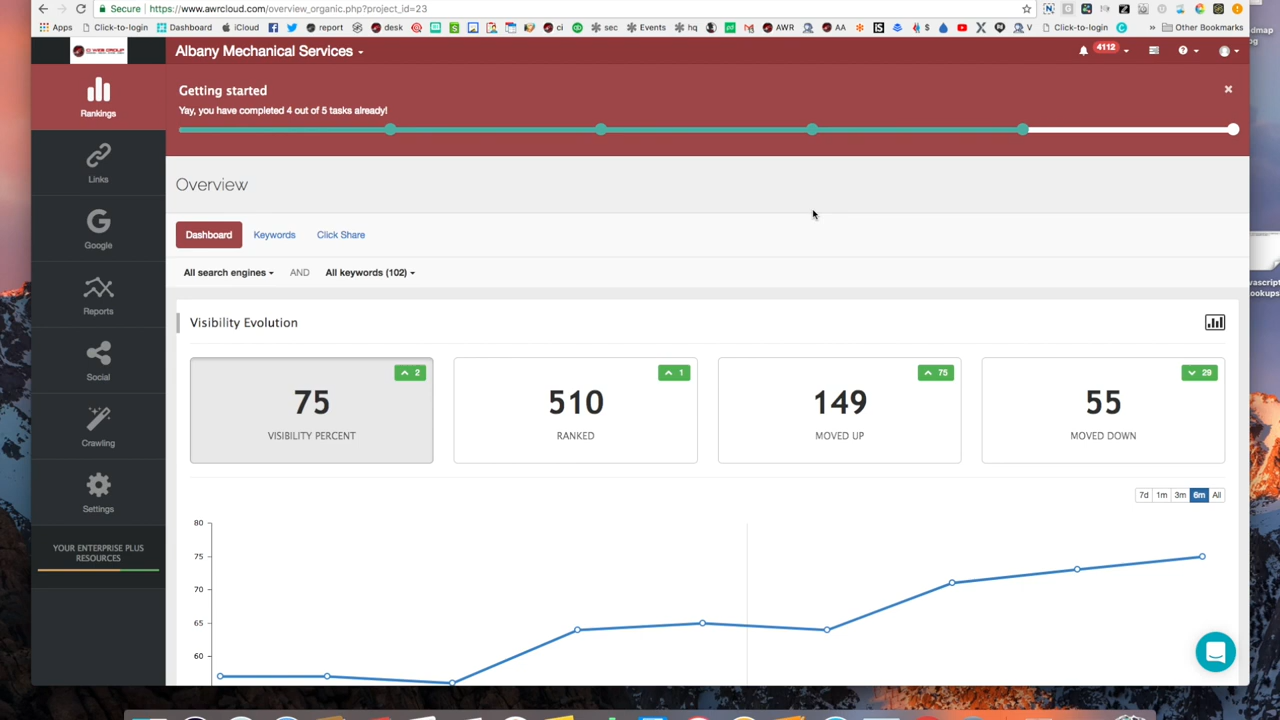 Secure https://www.awrcloud.com/overview_organic.php?project_id=23
Apps Click-to-login Dashboard iCloud report desk ci sec Events hq AWR AA $ V Click-to-login » Other Bookmarks
Albany Mechanical Services
4112
Getting started
Yay, you have completed 4 out of 5 tasks already!
Rankings
Links
Google
Reports
Social
Crawling
Settings
YOUR ENTERPRISE PLUS
RESOURCES
Overview
Dashboard Keywords Click Share
All search engines AND All keywords (102)
Visibility Evolution
2
75
VISIBILITY PERCENT
1
510
RANKED
75
149
MOVED UP
29
55
MOVED DOWN
7d 1m 3m 6m All
80
75
70
65
60